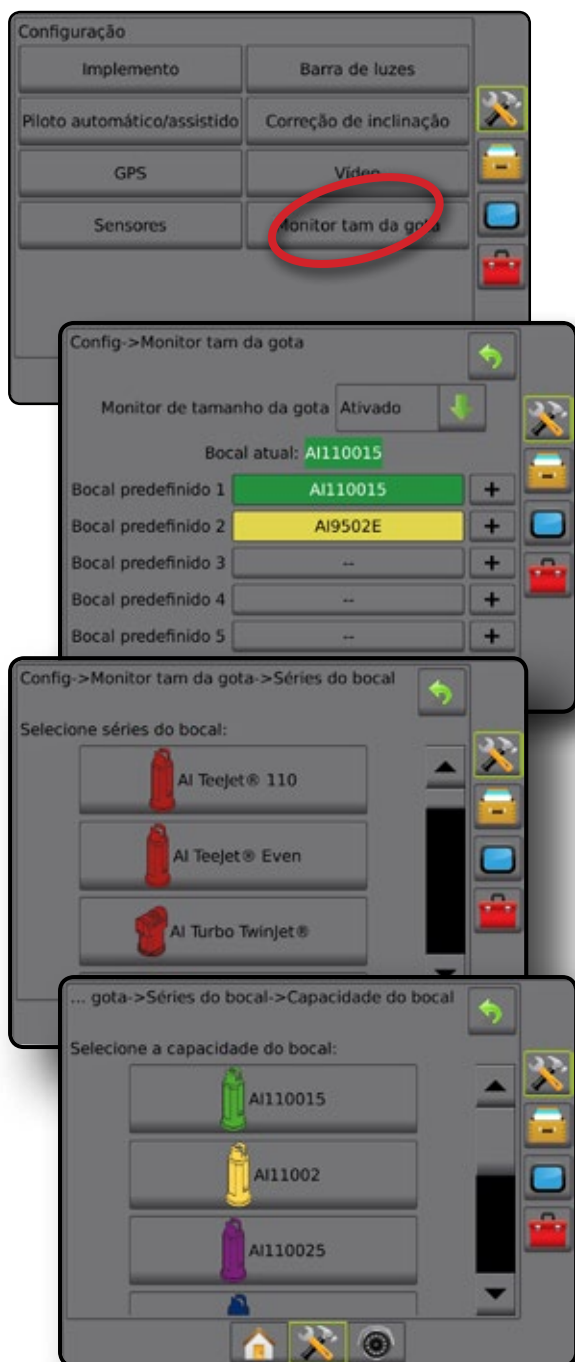 Configuração
Implemento
Barra de luzes
Piloto automático/assistido
Correção de inclinação
GPS
Vídeo
Sensores
Monitor tam da gota
Config->Monitor tam da gota
Monitor de tamanho da gota Ativado
Bocal atual: AI110015
Bocal predefinido 1 AI110015 +
Bocal predefinido 2 AI9502E +
Bocal predefinido 3 -- +
Bocal predefinido 4 -- +
Bocal predefinido 5 -- +
Config->Monitor tam da gota->Séries do bocal
Selecione séries do bocal:
AI TeeJet® 110
AI TeeJet® Even
AI Turbo TwinJet®
... gota->Séries do bocal->Capacidade do bocal
Selecione a capacidade do bocal:
AI110015
AI11002
AI110025